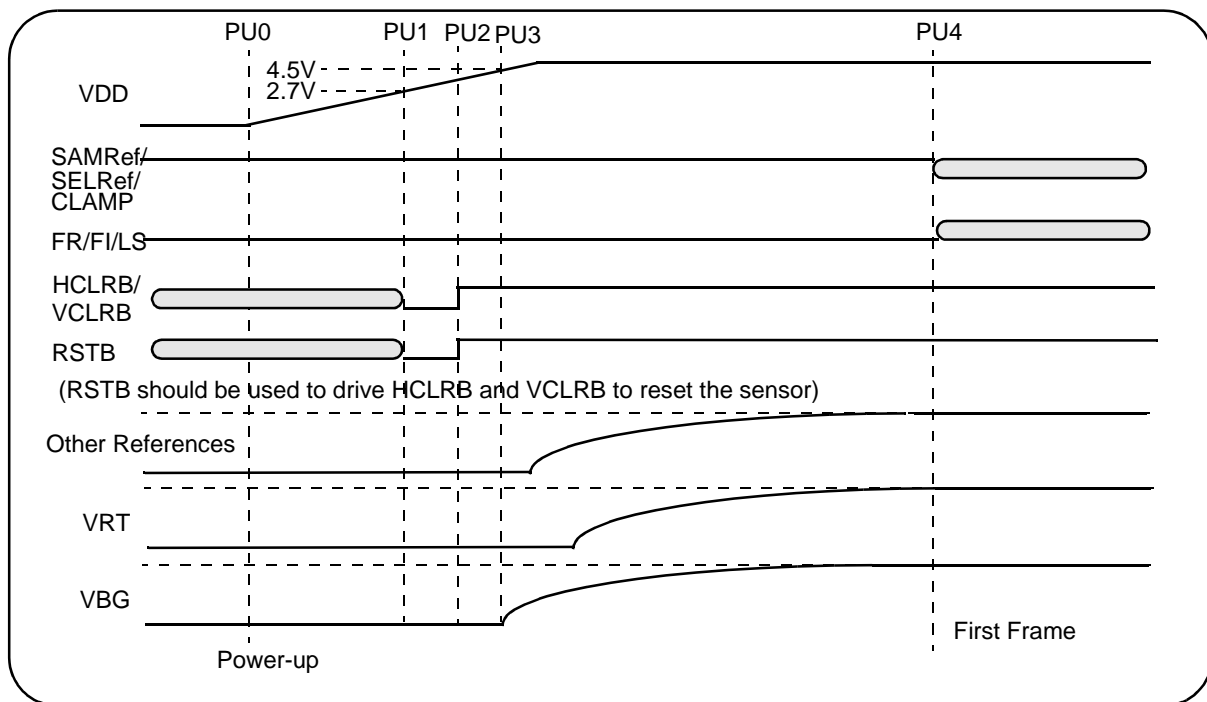 PU0 PU1 PU2 PU3 PU4
4.5V
2.7V
VDD
SAMRef/
SELRef/
CLAMP
FR/FI/LS
HCLRB/
VCLRB
RSTB
(RSTB should be used to drive HCLRB and VCLRB to reset the sensor)
Other References
VRT
VBG
First Frame
Power-up